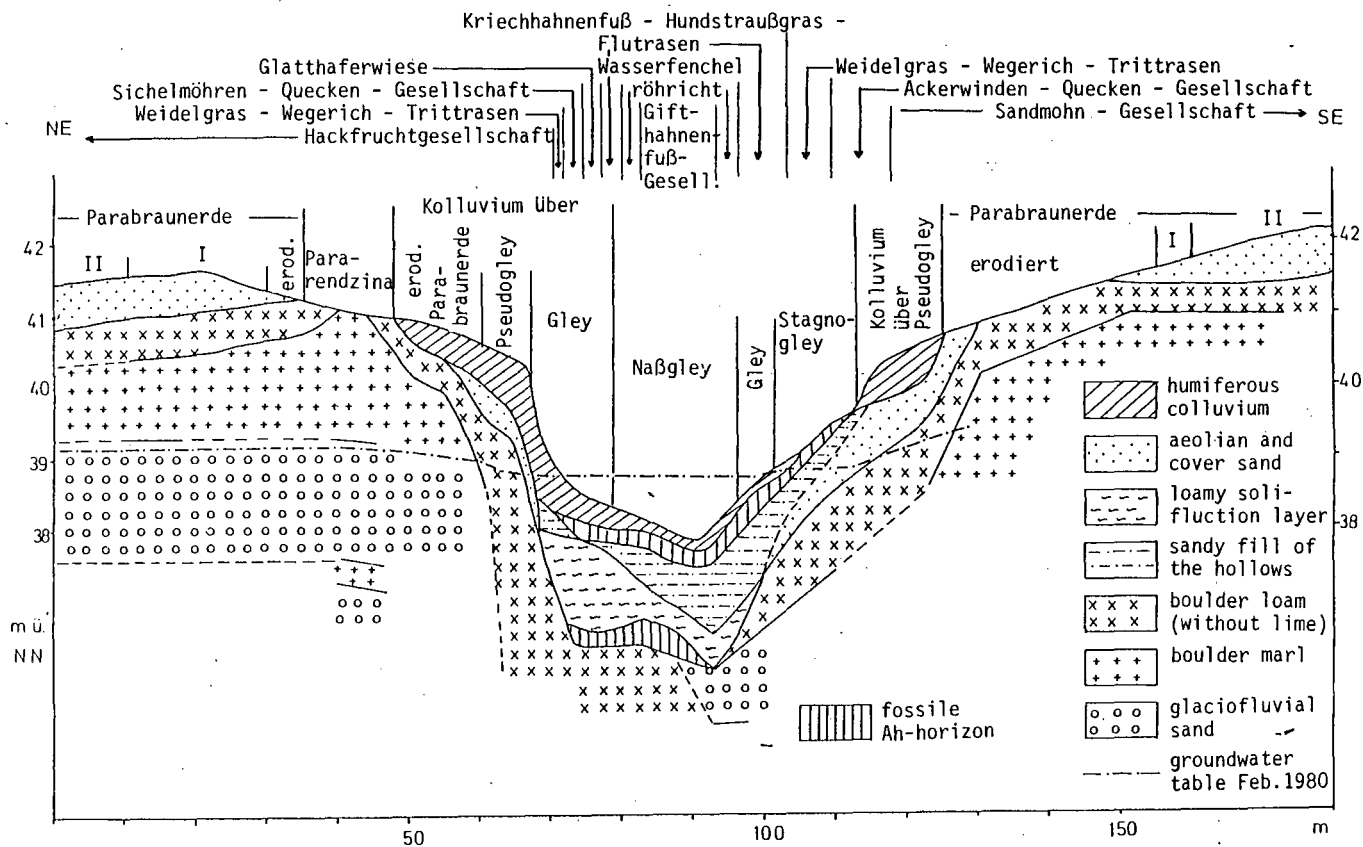 Kriechhahnenfuß - Hundstraußgras -
Flutrasen
Glatthaferwiese
Wasserfenchel
röhricht
Weidelgras - Wegerich - Trittrasen
Sichelmöhren - Quecken - Gesellschaft
Gift-
Ackerwinden - Quecken - Gesellschaft
Weidelgras - Wegerich - Trittrasen
hahnen-
Sandmohn - Gesellschaft
NE
SE
Hackfruchtgesellschaft
fuß-
Gesell.
Parabraunerde
Kolluvium über
- Parabraunerde
II
I
erod.
Para-
rendzina
erod.
Para-
braunerde
Pseudogley
Gley
Naßgley
Gley
Stagno-
gley
Kolluvium
über
Pseudogley
erodiert
I
II
42
41
40
39
38
m ü.
NN
42
40
38
humiferous
colluvium
aeolian and
cover sand
loamy soli-
fluction layer
sandy fill of
the hollows
boulder loam
(without lime)
boulder marl
glaciofluvial
sand
groundwater
table Feb.1980
fossile
Ah-horizon
50
100
150
m